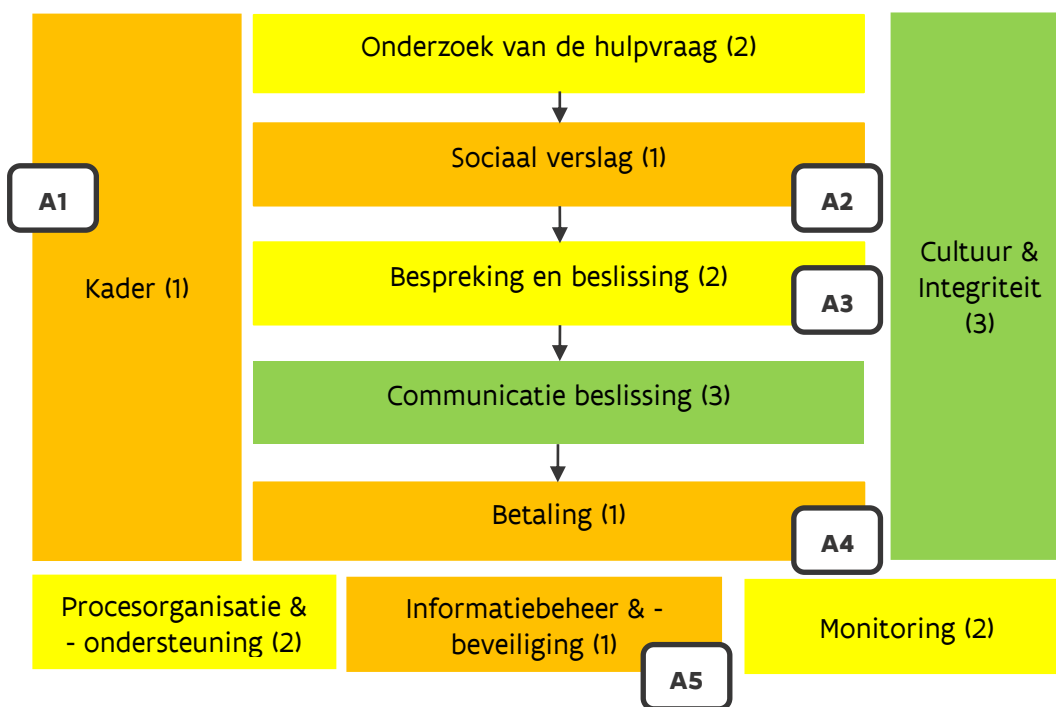 Onderzoek van de hulpvraag (2)
Sociaal verslag (1)
A1
A2
Kader (1)
Bespreking en beslissing (2)
A3
Cultuur &
Integriteit
(3)
Communicatie beslissing (3)
Betaling (1)
A4
Procesorganisatie &
- ondersteuning (2)
Informatiebeheer & -
beveiliging (1)
A5
Monitoring (2)